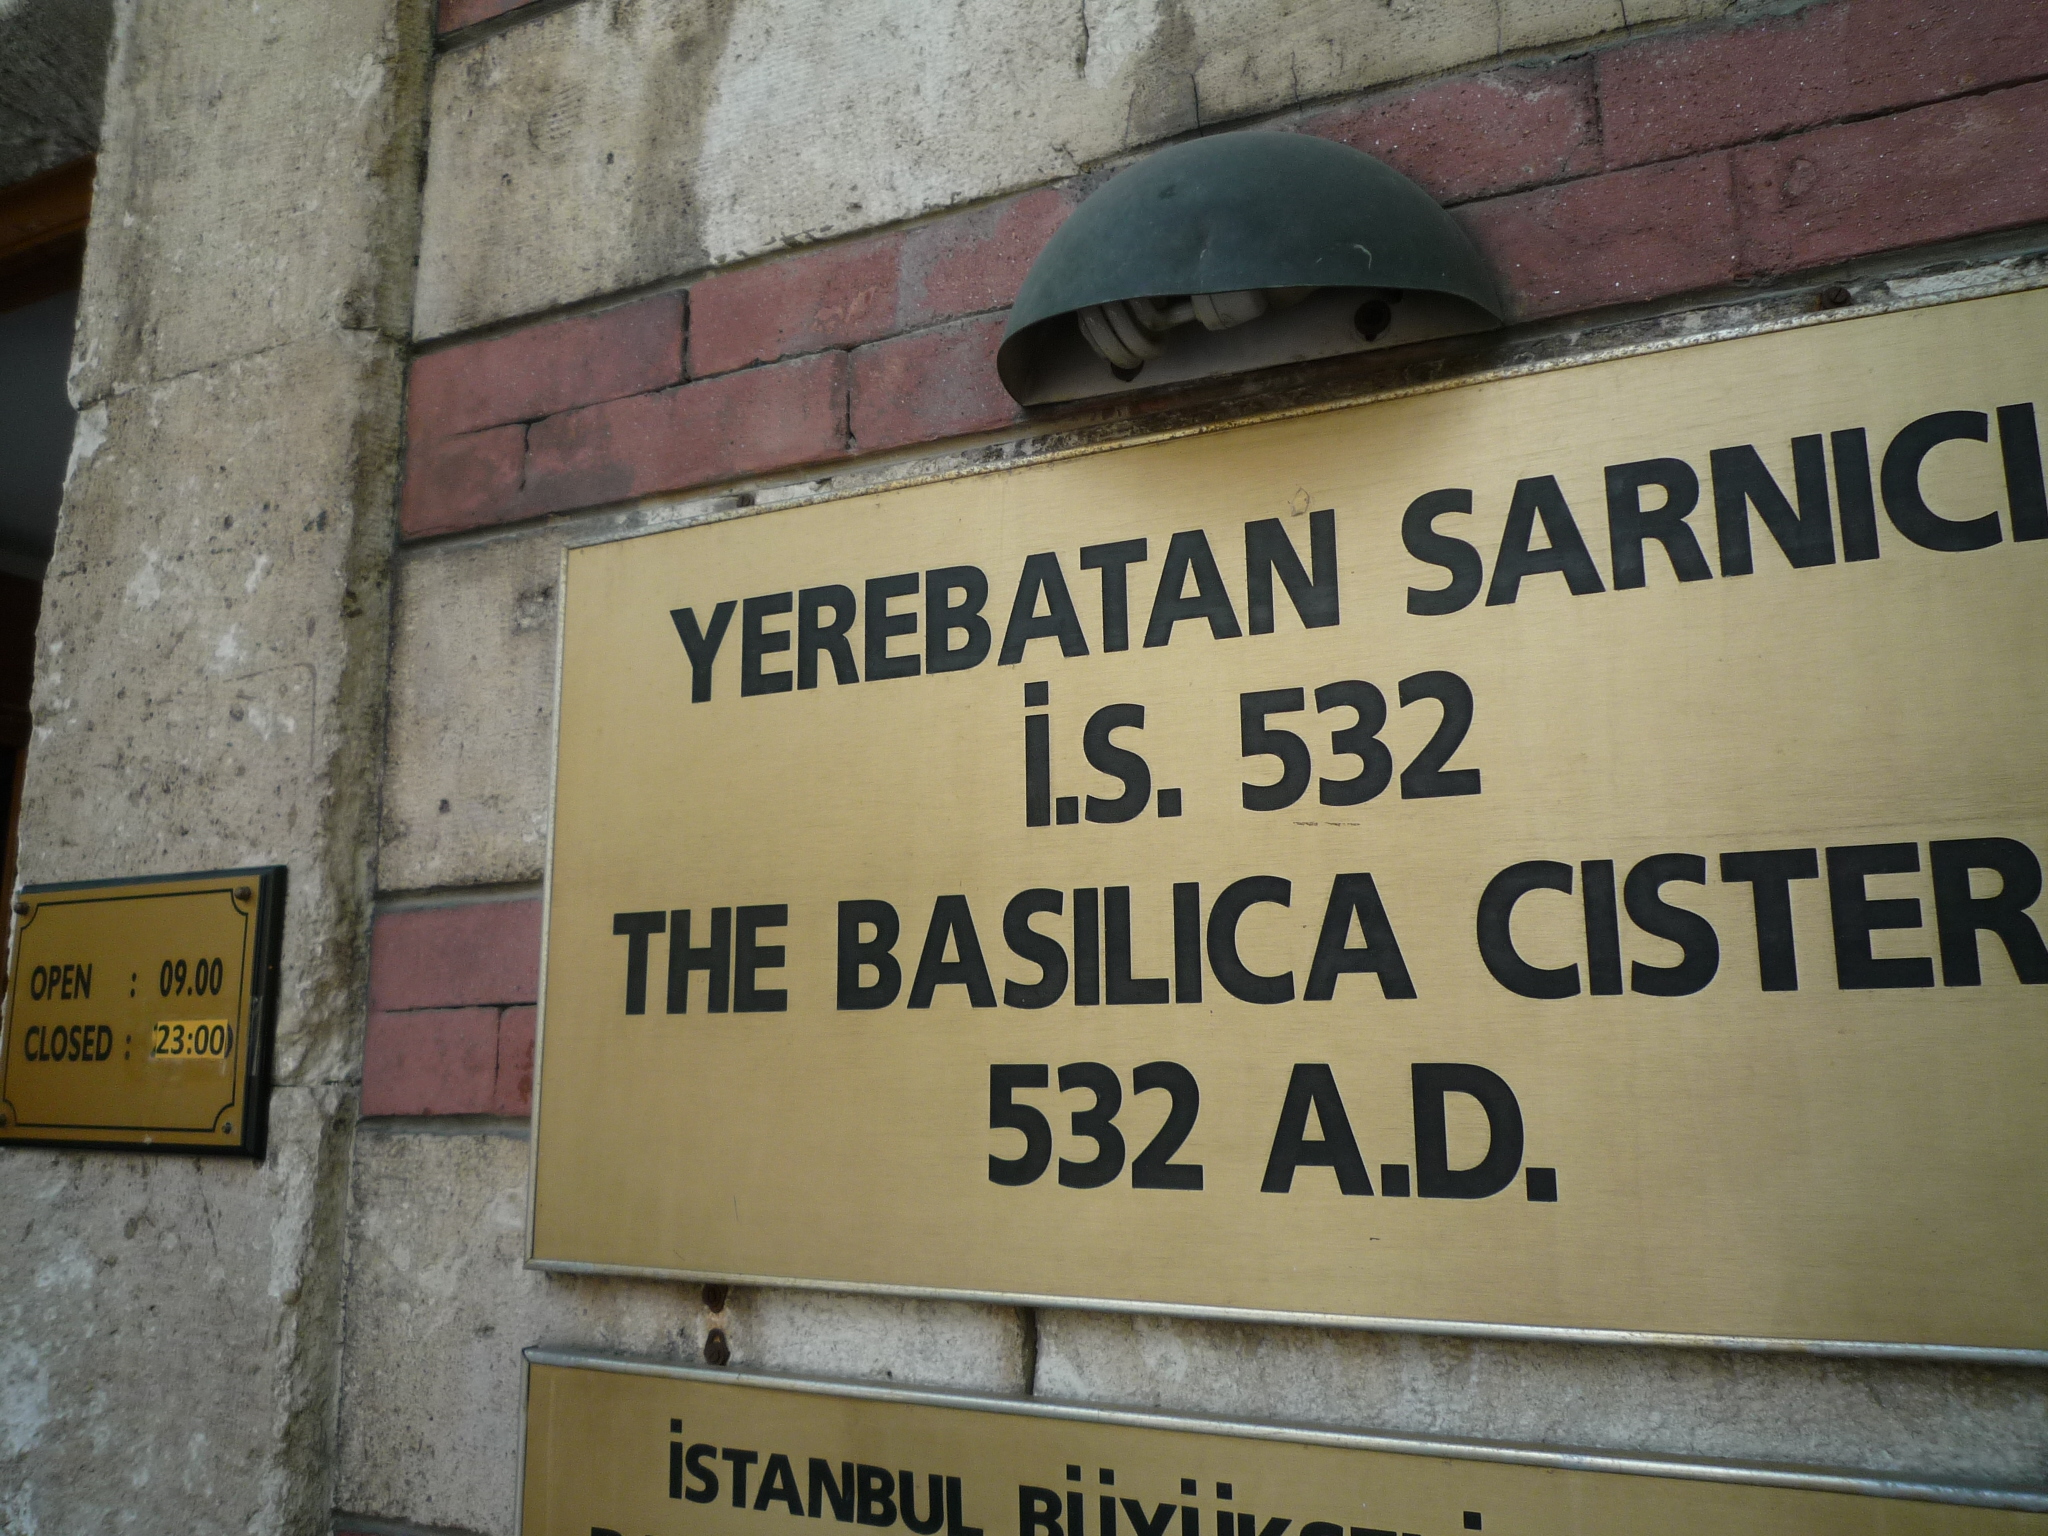 YEREBATAN SARNICI
İ.S. 532
THE BASILICA CISTER
532 A.D.
OPEN : 09.00
CLOSED : 23:00
İSTANBUL